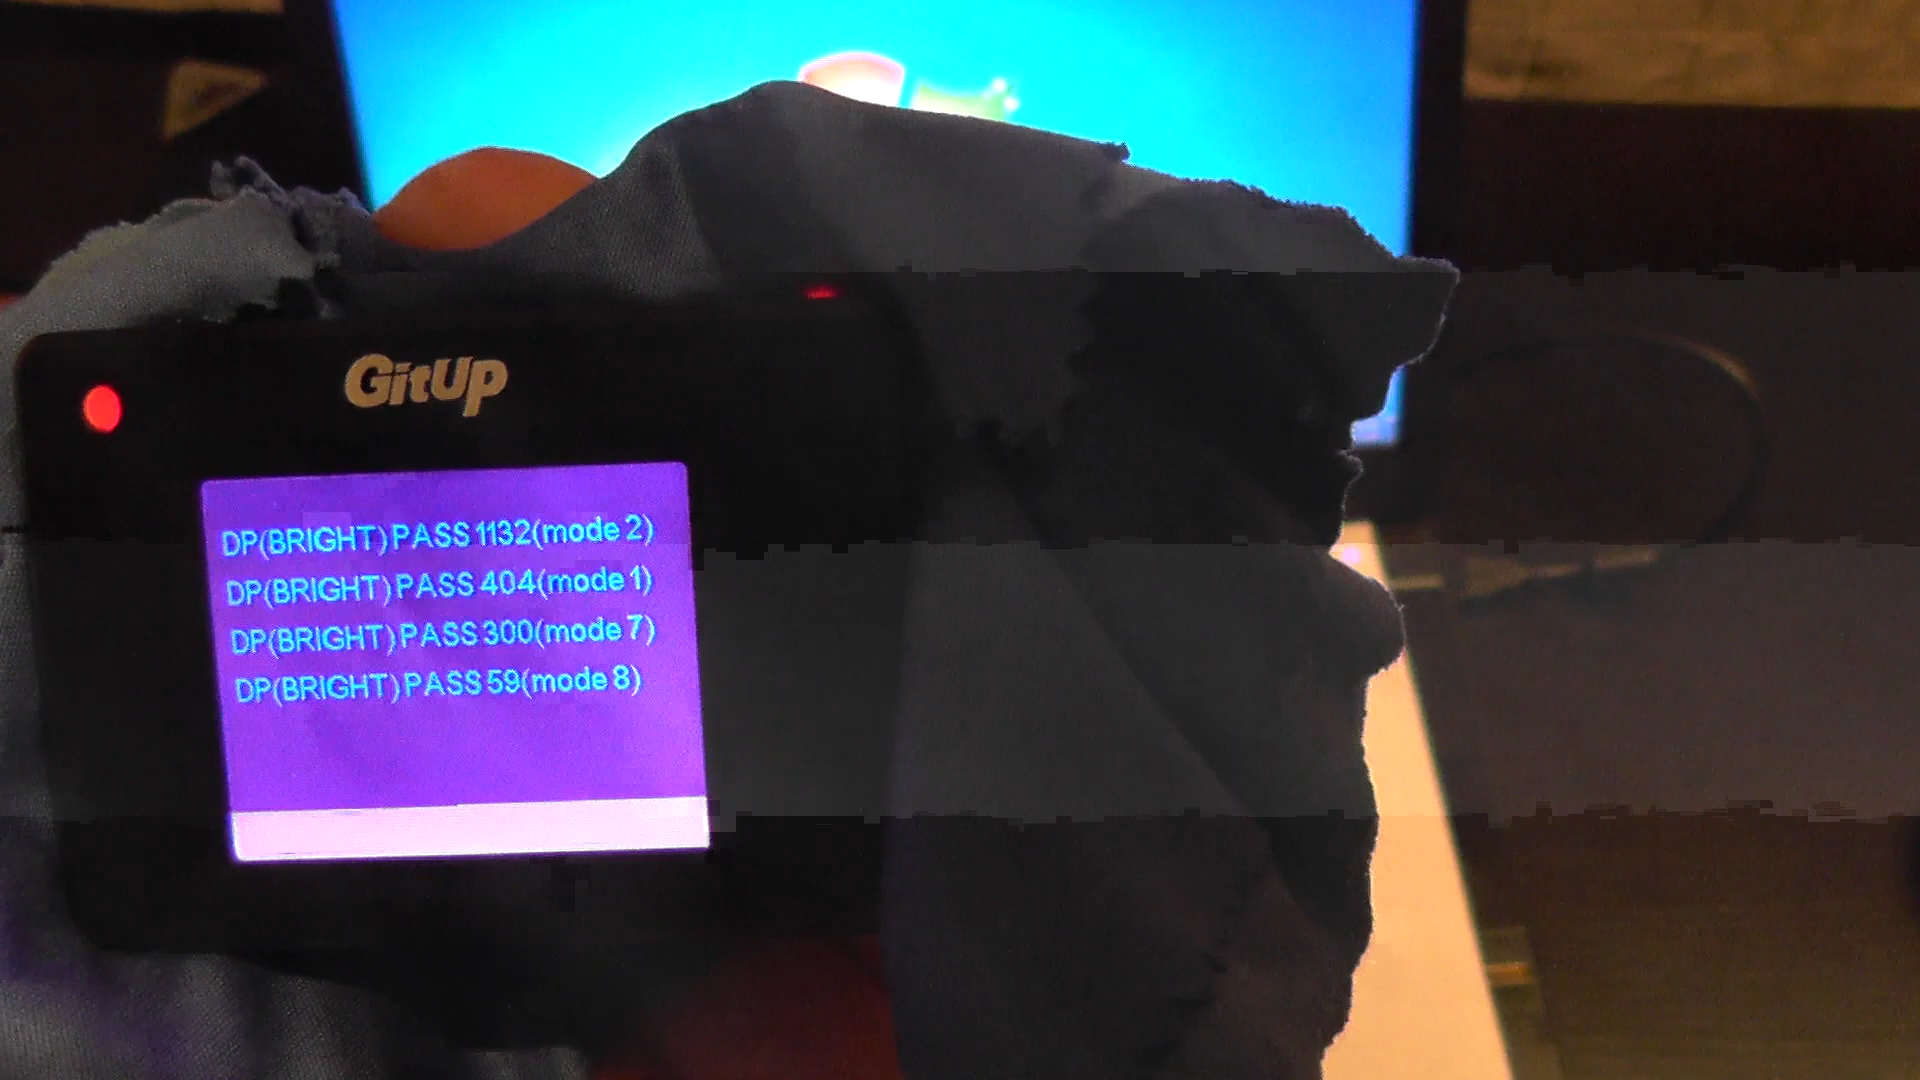 GitUp
DP(BRIGHT) PASS 1132(mode 2)
DP(BRIGHT) PASS 404(mode 1)
DP(BRIGHT) PASS 300(mode 7)
DP(BRIGHT) PASS 59(mode 8)